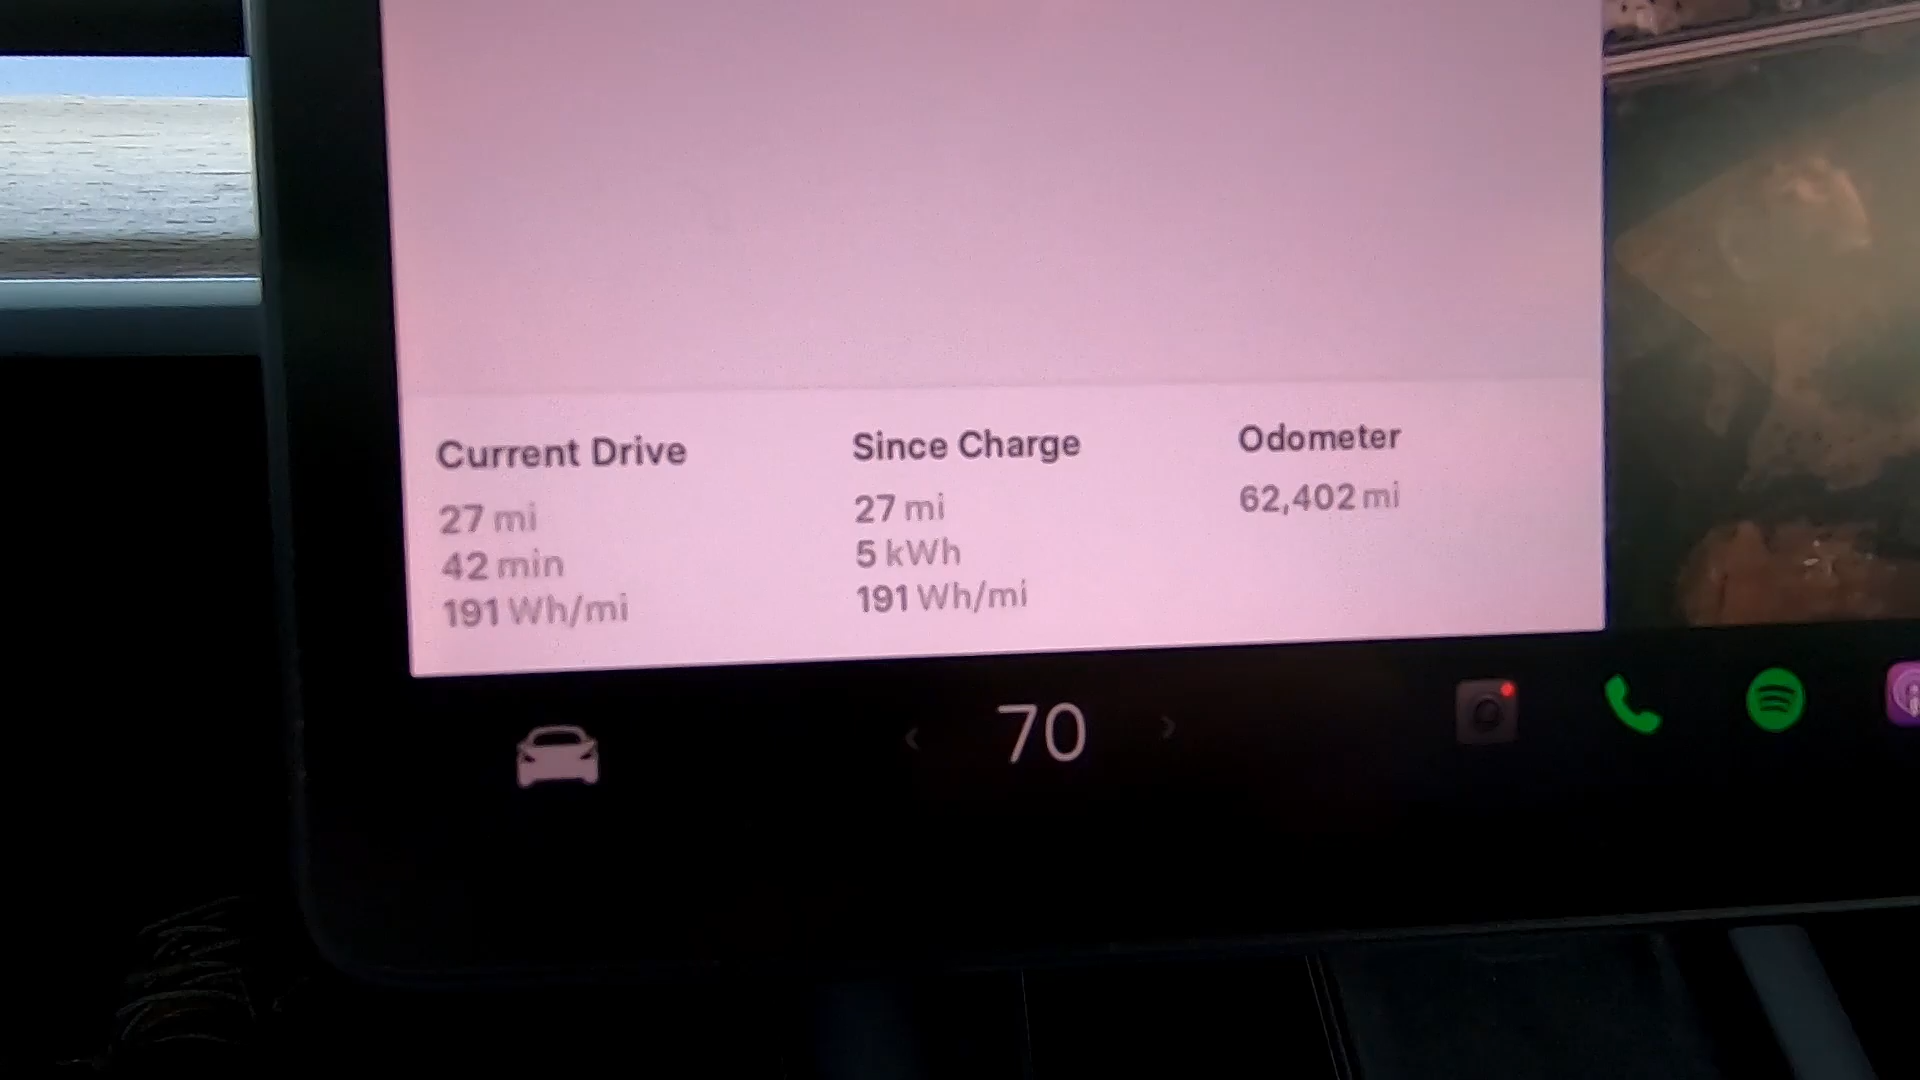 Current Drive
27 mi
42 min
191 Wh/mi
Since Charge
27 mi
5 kWh
191 Wh/mi
Odometer
62,402 mi
< 70 >